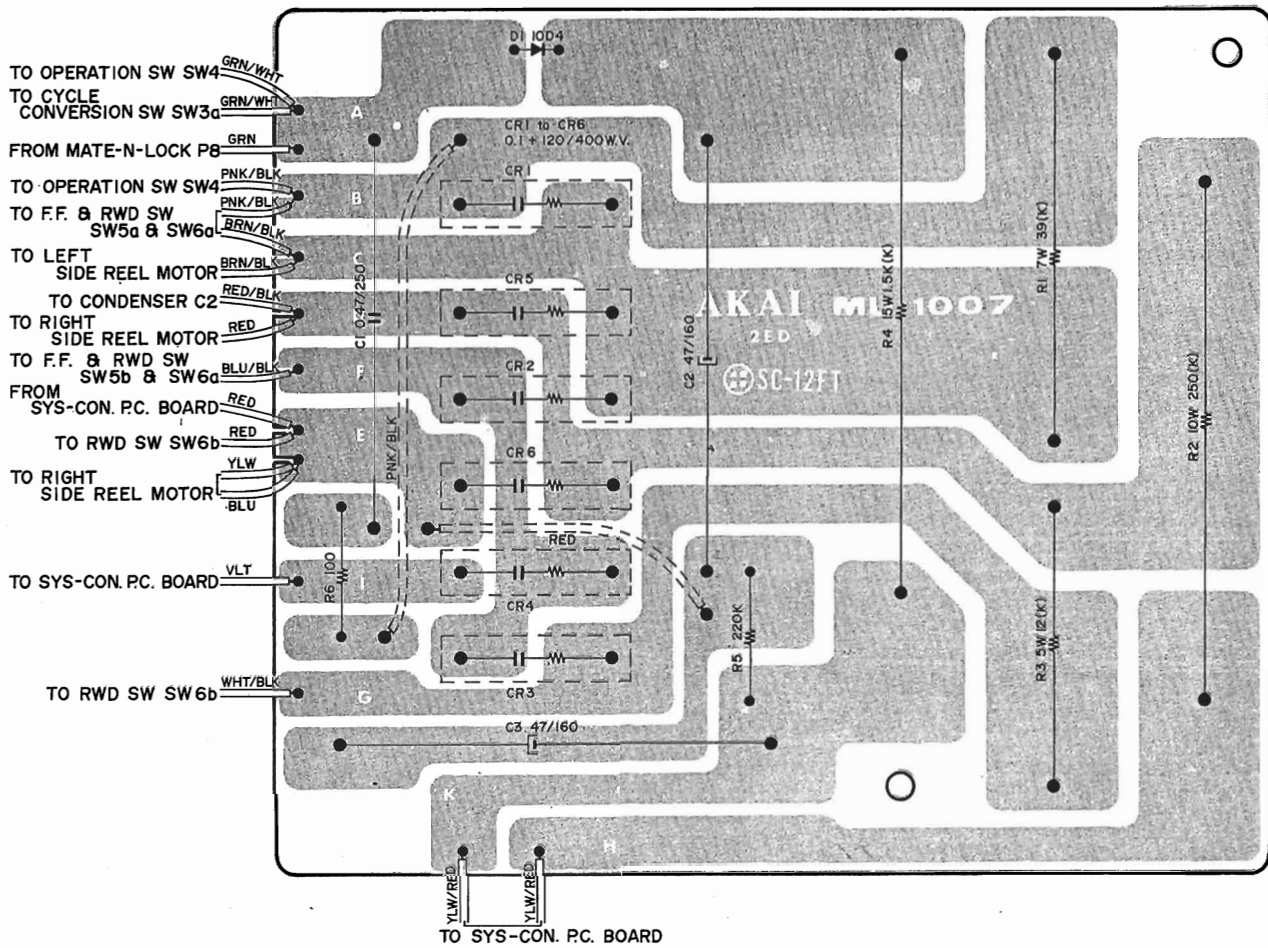 TO OPERATION SW SW4 GRN/WHT
TO CYCLE
CONVERSION SW SW3a GRN/WHT
FROM MATE-N-LOCK P8 GRN
TO OPERATION SW SW4 PNK/BLK
TO F.F. & RWD SW PNK/BLK
SW5a & SW6a BRN/BLK
TO LEFT
SIDE REEL MOTOR BRN/BLK
TO CONDENSER C2 RED/BLK
TO RIGHT
SIDE REEL MOTOR RED
TO F.F. & RWD SW
SW5b & SW6a BLU/BLK
FROM
SYS-CON. P.C. BOARD RED
TO RWD SW SW6b RED
TO RIGHT YLW
SIDE REEL MOTOR
BLU
TO SYS-CON. P.C. BOARD VLT
TO RWD SW SW6b WHT/BLK
D1 10D4
CR1 to CR6
0.1 + 120/400W.V.
A
B
C
F
E
I
G
K
H
CR1
CR5
CR2
CR6
CR4
CR3
C1 0.47/250
PNK/BLK
RED
R6 100
C2 47/160
C3 47/160
R5 220K
AKAI ML 1007
2ED
SC-12FT
R4 15W 1.5K(K)
R1 7W 39(K)
R3 5W 12(K)
R2 10W 250(K)
YLW/RED
YLW/RED
TO SYS-CON. P.C. BOARD